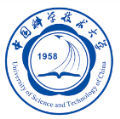 中国科学技术大学
1958
University of Science and Technology of China